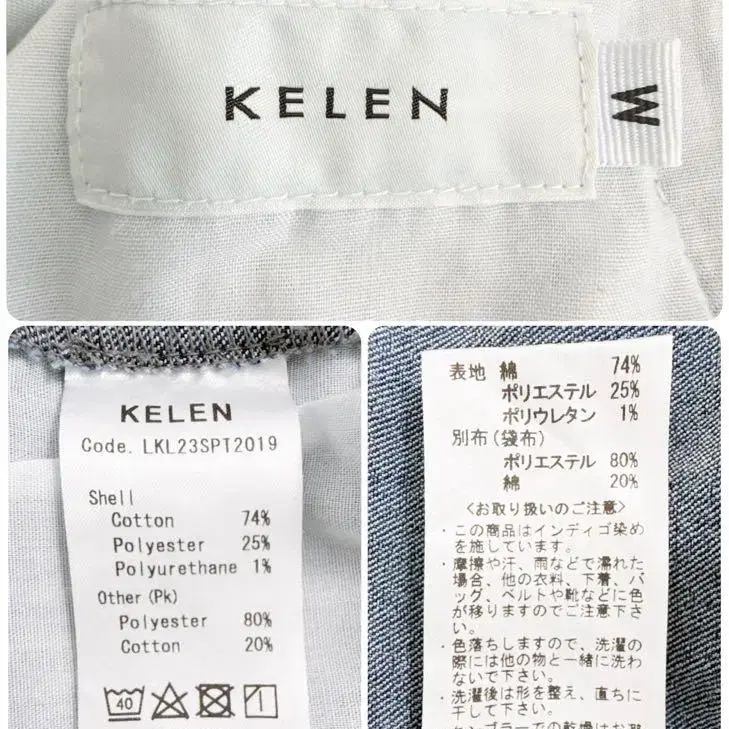 KELEN
M
KELEN
Code. LKL23SPT2019
Shell
Cotton 74%
Polyester 25%
Polyurethane 1%
Other (Pk)
Polyester 80%
Cotton 20%
40
表地 綿 74%
ポリエステル 25%
ポリウレタン 1%
別布(袋布)
ポリエステル 80%
綿 20%
<お取り扱いのご注意>
・この商品はインディゴ染め
を施しています。
・摩擦や汗、雨などで濡れた
場合、他の衣料、下着、バ
ッグ、ベルトや靴などに色
が移りますのでご注意下さ
い。
・色落ちしますので、洗濯の
際には他の物と一緒に洗わ
ないで下さい。
・洗濯後は形を整え、直ちに
干して下さい。